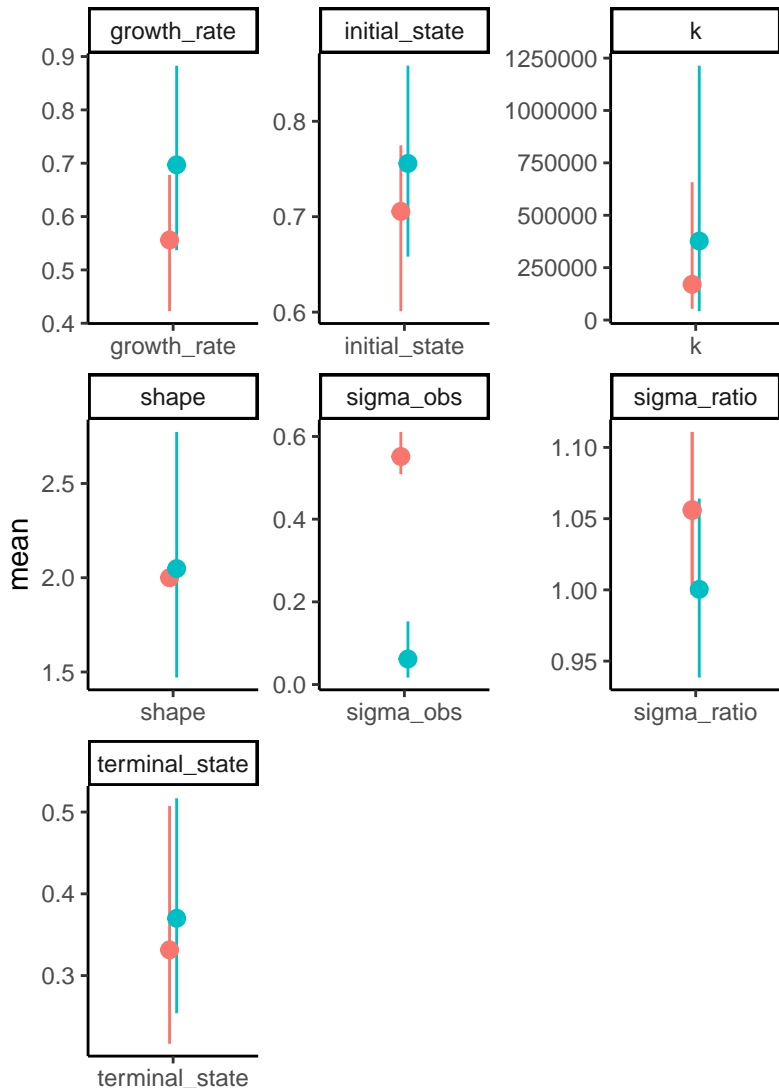 growth_rate
initial_state
k
0.9
0.8
0.7
0.6
0.5
0.4
growth_rate
0.8
0.7
0.6
initial_state
1250000
1000000
750000
500000
250000
0
k
shape
sigma_obs
sigma_ratio
mean
2.5
2.0
1.5
shape
0.6
0.4
0.2
0.0
sigma_obs
1.10
1.05
1.00
0.95
sigma_ratio
terminal_state
0.5
0.4
0.3
terminal_state